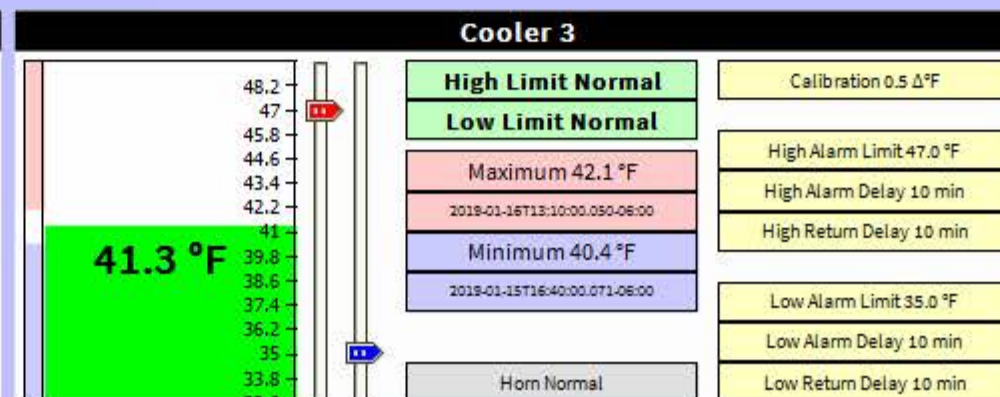 Cooler 3
48.2
47
45.8
44.6
43.4
42.2
41
39.8
38.6
37.4
36.2
35
33.8
41.3 °F
High Limit Normal
Low Limit Normal
Maximum 42.1 °F
2019-01-16T13:10:00.050-06:00
Minimum 40.4 °F
2019-01-15T16:40:00.071-06:00
Horn Normal
Calibration 0.5 Δ°F
High Alarm Limit 47.0 °F
High Alarm Delay 10 min
High Return Delay 10 min
Low Alarm Limit 35.0 °F
Low Alarm Delay 10 min
Low Return Delay 10 min